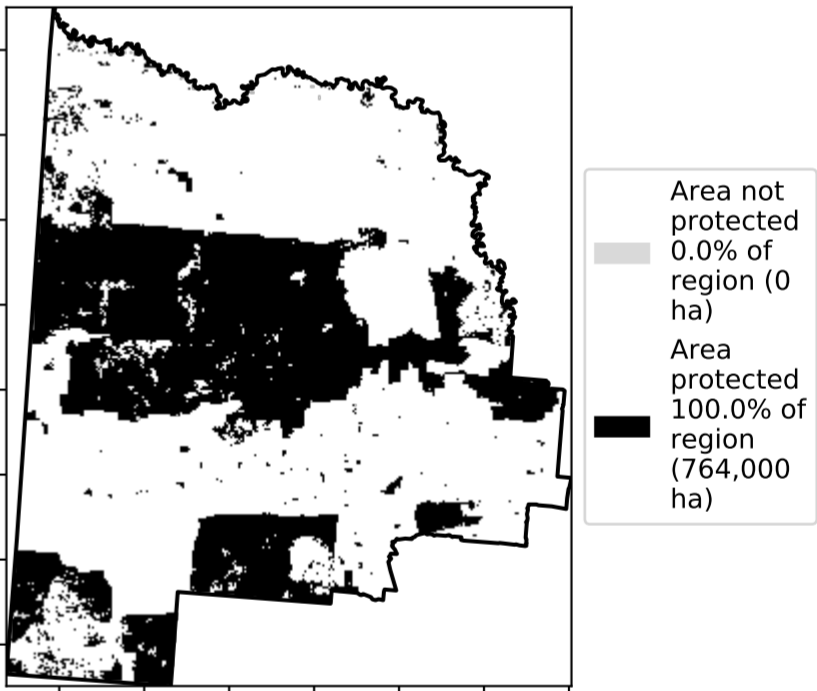 Area not
protected
0.0% of
region (0
ha)
Area
protected
100.0% of
region
(764,000
ha)